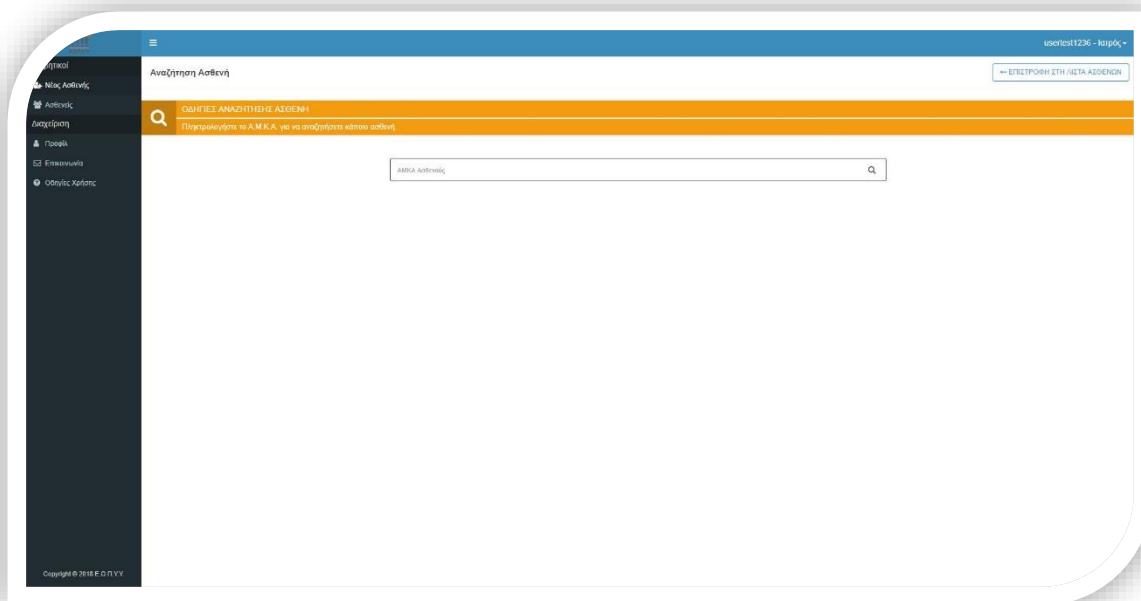 usertest1236 - Ιατρός
Νέος Ασθενής
Ασθενείς
Διαχείριση
Προφίλ
Επικοινωνία
Οδηγίες Χρήσης
Αναζήτηση Ασθενή
ΕΠΙΣΤΡΟΦΗ ΣΤΗ ΛΙΣΤΑ ΑΣΘΕΝΩΝ
ΟΔΗΓΙΕΣ ΑΝΑΖΗΤΗΣΗΣ ΑΣΘΕΝΗ
Πληκτρολογήστε το Α.Μ.Κ.Α. για να αναζητήσετε κάποιο ασθενή.
ΑΜΚΑ Ασθενούς
Copyright © 2018 Ε.Ο.Π.Υ.Υ.